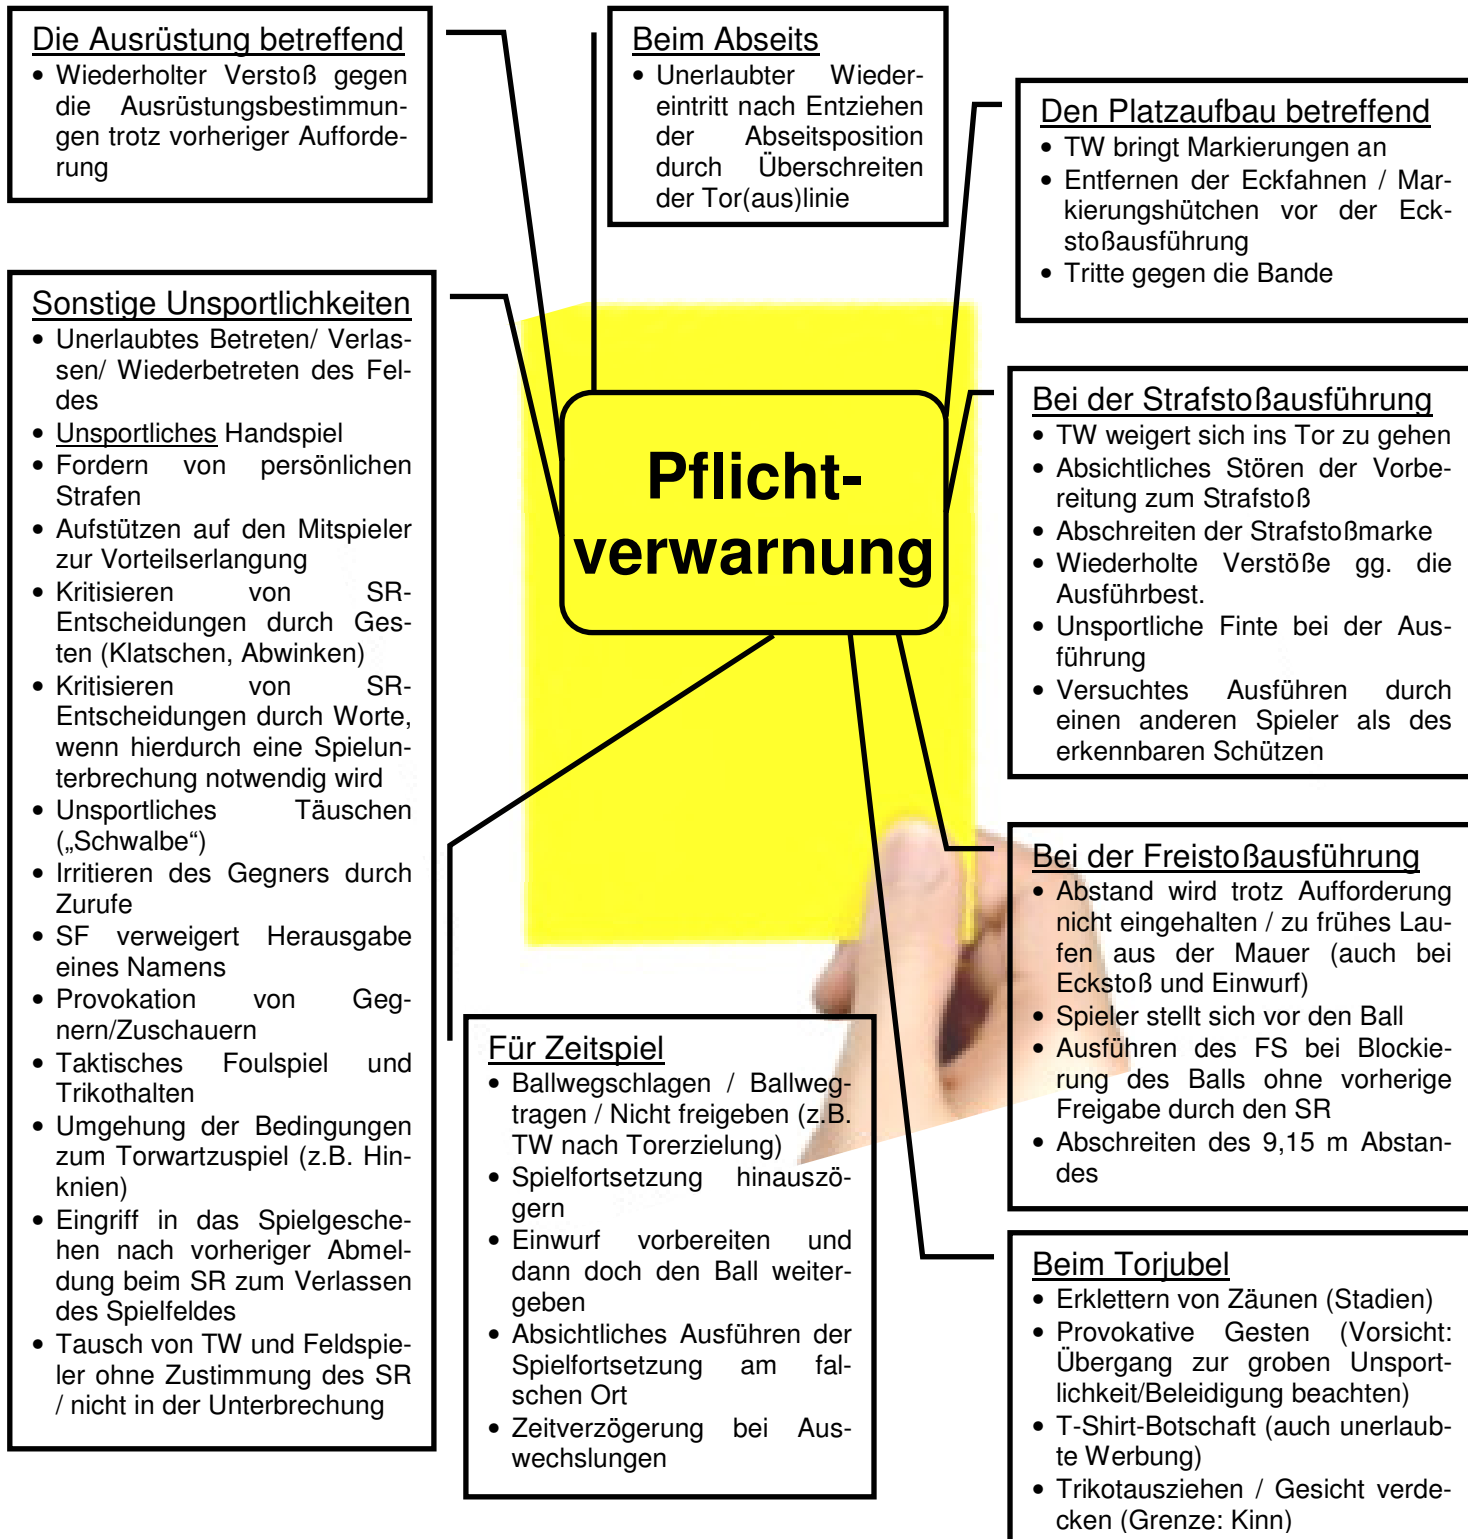 Die Ausrüstung betreffend
• Wiederholter Verstoß gegen
die Ausrüstungsbestimmun-
gen trotz vorheriger Aufforde-
rung
Beim Abseits
• Unerlaubter Wieder-
eintritt nach Entziehen
der Abseitsposition
durch Überschreiten
der Tor(aus)linie
Den Platzaufbau betreffend
• TW bringt Markierungen an
• Entfernen der Eckfahnen / Mar-
kierungshütchen vor der Eck-
stoßausführung
• Tritte gegen die Bande
Sonstige Unsportlichkeiten
• Unerlaubtes Betreten/ Verlas-
sen/ Wiederbetreten des Fel-
des
• Unsportliches Handspiel
• Fordern von persönlichen
Strafen
• Aufstützen auf den Mitspieler
zur Vorteilserlangung
• Kritisieren von SR-
Entscheidungen durch Ges-
ten (Klatschen, Abwinken)
• Kritisieren von SR-
Entscheidungen durch Worte,
wenn hierdurch eine Spielun-
terbrechung notwendig wird
• Unsportliches Täuschen
(„Schwalbe“)
• Irritieren des Gegners durch
Zurufe
• SF verweigert Herausgabe
eines Namens
• Provokation von Geg-
nern/Zuschauern
• Taktisches Foulspiel und
Trikothalten
• Umgehung der Bedingungen
zum Torwartzuspiel (z.B. Hin-
knien)
• Eingriff in das Spielgesche-
hen nach vorheriger Abmel-
dung beim SR zum Verlassen
des Spielfeldes
• Tausch von TW und Feldspie-
ler ohne Zustimmung des SR
/ nicht in der Unterbrechung
Pflicht-
verwarnung
Bei der Strafstoßausführung
• TW weigert sich ins Tor zu gehen
• Absichtliches Stören der Vorbe-
reitung zum Strafstoß
• Abschreiten der Strafstoßmarke
• Wiederholte Verstöße gg. die
Ausführbest.
• Unsportliche Finte bei der Aus-
führung
• Versuchtes Ausführen durch
einen anderen Spieler als des
erkennbaren Schützen
Bei der Freistoßausführung
• Abstand wird trotz Aufforderung
nicht eingehalten / zu frühes Lau-
fen aus der Mauer (auch bei
Eckstoß und Einwurf)
• Spieler stellt sich vor den Ball
• Ausführen des FS bei Blockie-
rung des Balls ohne vorherige
Freigabe durch den SR
• Abschreiten des 9,15 m Abstan-
des
Für Zeitspiel
• Ballwegschlagen / Ballweg-
tragen / Nicht freigeben (z.B.
TW nach Torerzielung)
• Spielfortsetzung hinauszö-
gern
• Einwurf vorbereiten und
dann doch den Ball weiter-
geben
• Absichtliches Ausführen der
Spielfortsetzung am fal-
schen Ort
• Zeitverzögerung bei Aus-
wechslungen
Beim Torjubel
• Erklettern von Zäunen (Stadien)
• Provokative Gesten (Vorsicht:
Übergang zur groben Unsport-
lichkeit/Beleidigung beachten)
• T-Shirt-Botschaft (auch unerlaub-
te Werbung)
• Trikotausziehen / Gesicht verde-
cken (Grenze: Kinn)